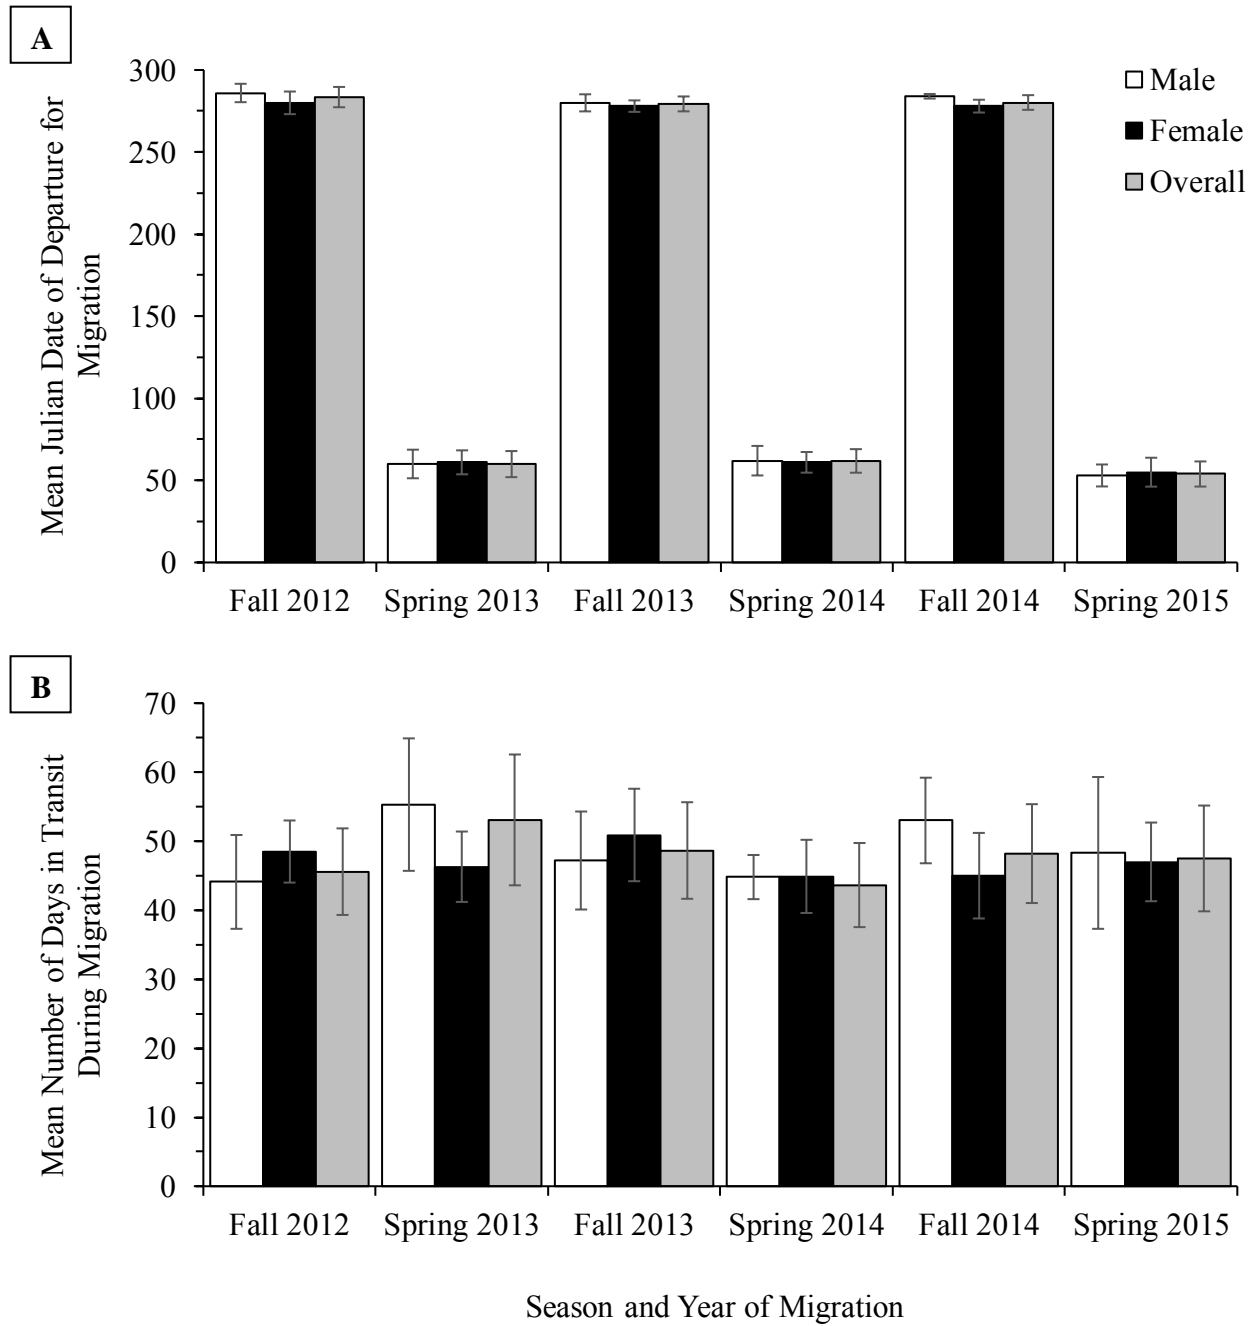 A
Mean Julian Date of Departure for
Migration
300
250
200
150
100
50
0
Male
Female
Overall
Fall 2012 Spring 2013 Fall 2013 Spring 2014 Fall 2014 Spring 2015
B
Mean Number of Days in Transit
During Migration
70
60
50
40
30
20
10
0
Fall 2012 Spring 2013 Fall 2013 Spring 2014 Fall 2014 Spring 2015
Season and Year of Migration